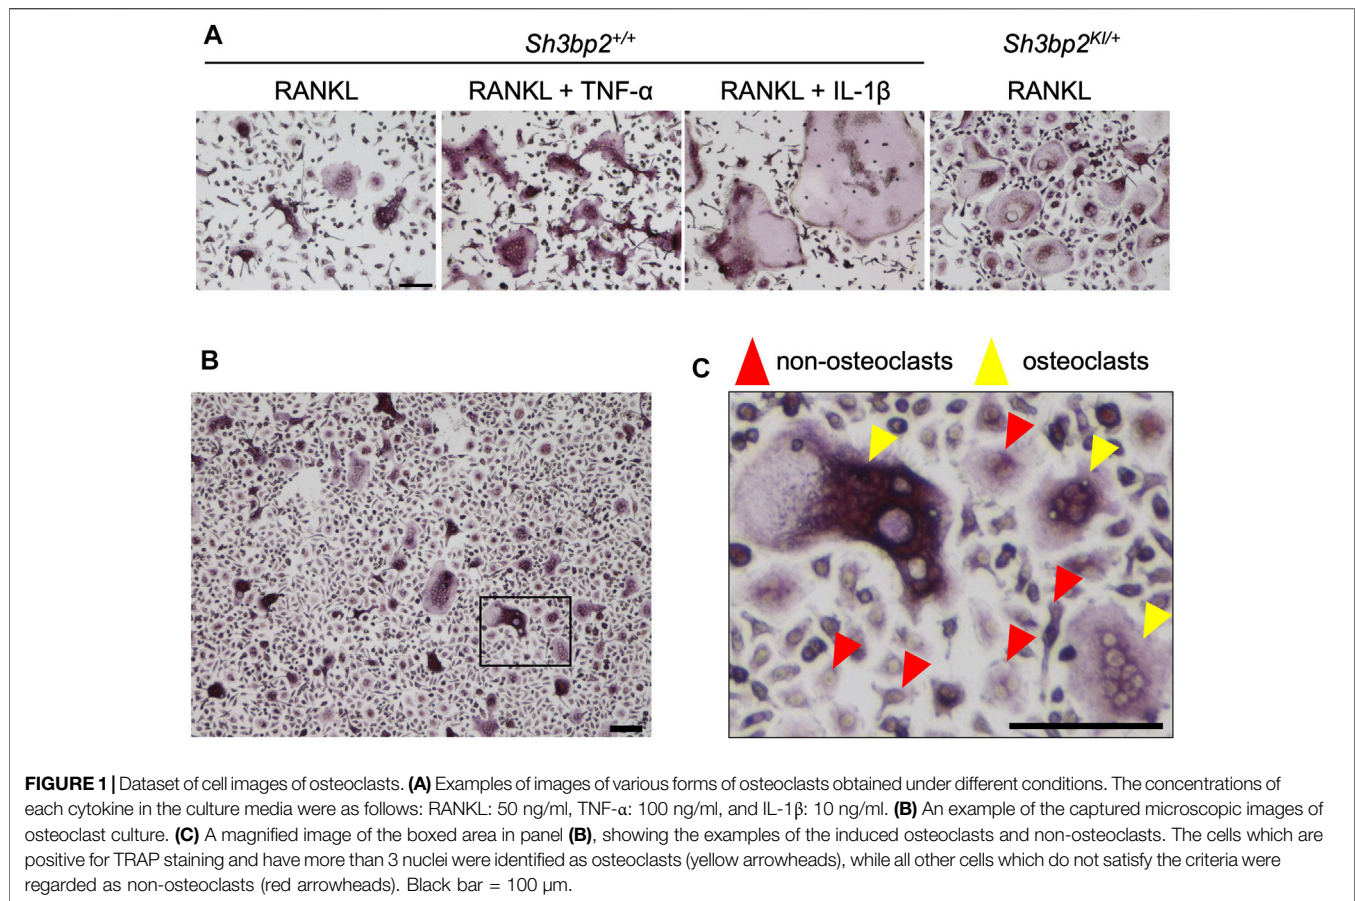 A
Sh3bp2+/+
Sh3bp2KI/+
RANKL
RANKL + TNF-α
RANKL + IL-1β
RANKL
B
C
non-osteoclasts
osteoclasts
FIGURE 1 | Dataset of cell images of osteoclasts. (A) Examples of images of various forms of osteoclasts obtained under different conditions. The concentrations of
each cytokine in the culture media were as follows: RANKL: 50 ng/ml, TNF-α: 100 ng/ml, and IL-1β: 10 ng/ml. (B) An example of the captured microscopic images of
osteoclast culture. (C) A magnified image of the boxed area in panel (B), showing the examples of the induced osteoclasts and non-osteoclasts. The cells which are
positive for TRAP staining and have more than 3 nuclei were identified as osteoclasts (yellow arrowheads), while all other cells which do not satisfy the criteria were
regarded as non-osteoclasts (red arrowheads). Black bar = 100 μm.